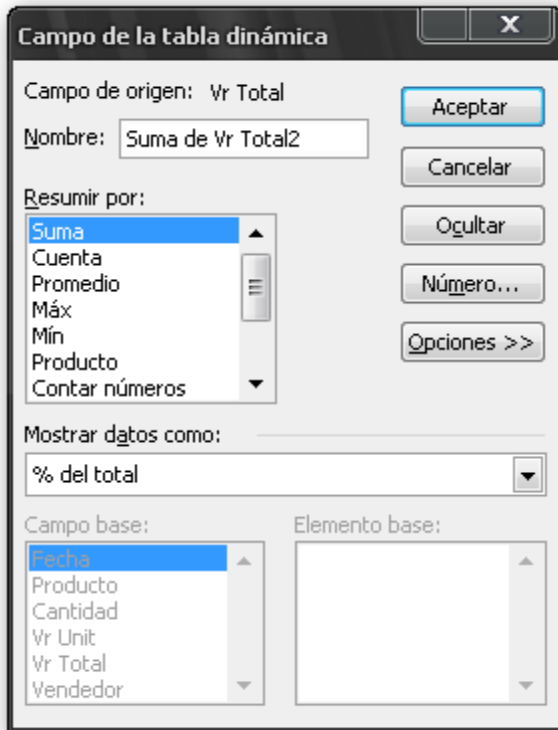 Campo de la tabla dinámica
Campo de origen: Vr Total
Nombre: Suma de Vr Total2
Aceptar
Cancelar
Ocultar
Número...
Opciones >>
Resumir por:
Suma
Cuenta
Promedio
Máx
Mín
Producto
Contar números
Mostrar datos como:
% del total
Campo base:
Fecha
Producto
Cantidad
Vr Unit
Vr Total
Vendedor
Elemento base: